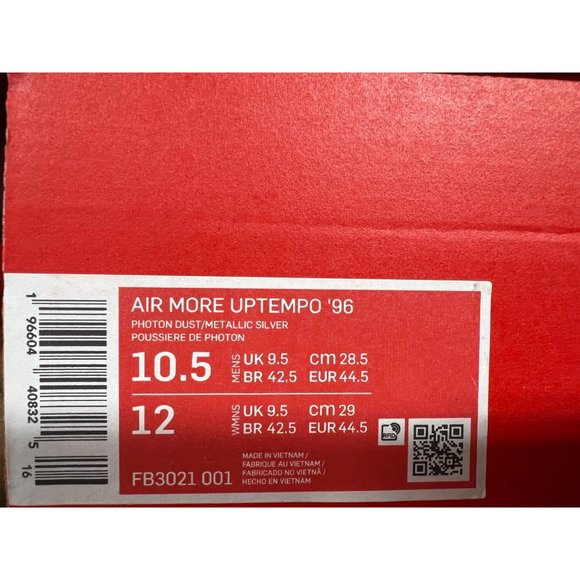 AIR MORE UPTEMPO '96
PHOTON DUST/METALLIC SILVER
POUSSIERE DE PHOTON
10.5 MENS UK 9.5 cm 28.5
BR 42.5 EUR 44.5
12 WMNS UK 9.5 cm 29
BR 42.5 EUR 44.5
MADE IN VIETNAM /
FABRIQUE AU VIETNAM /
FABRICADO NO VIETNÃ /
HECHO EN VIETNAM
FB3021 001
RFID
1 96604 40832 5
16